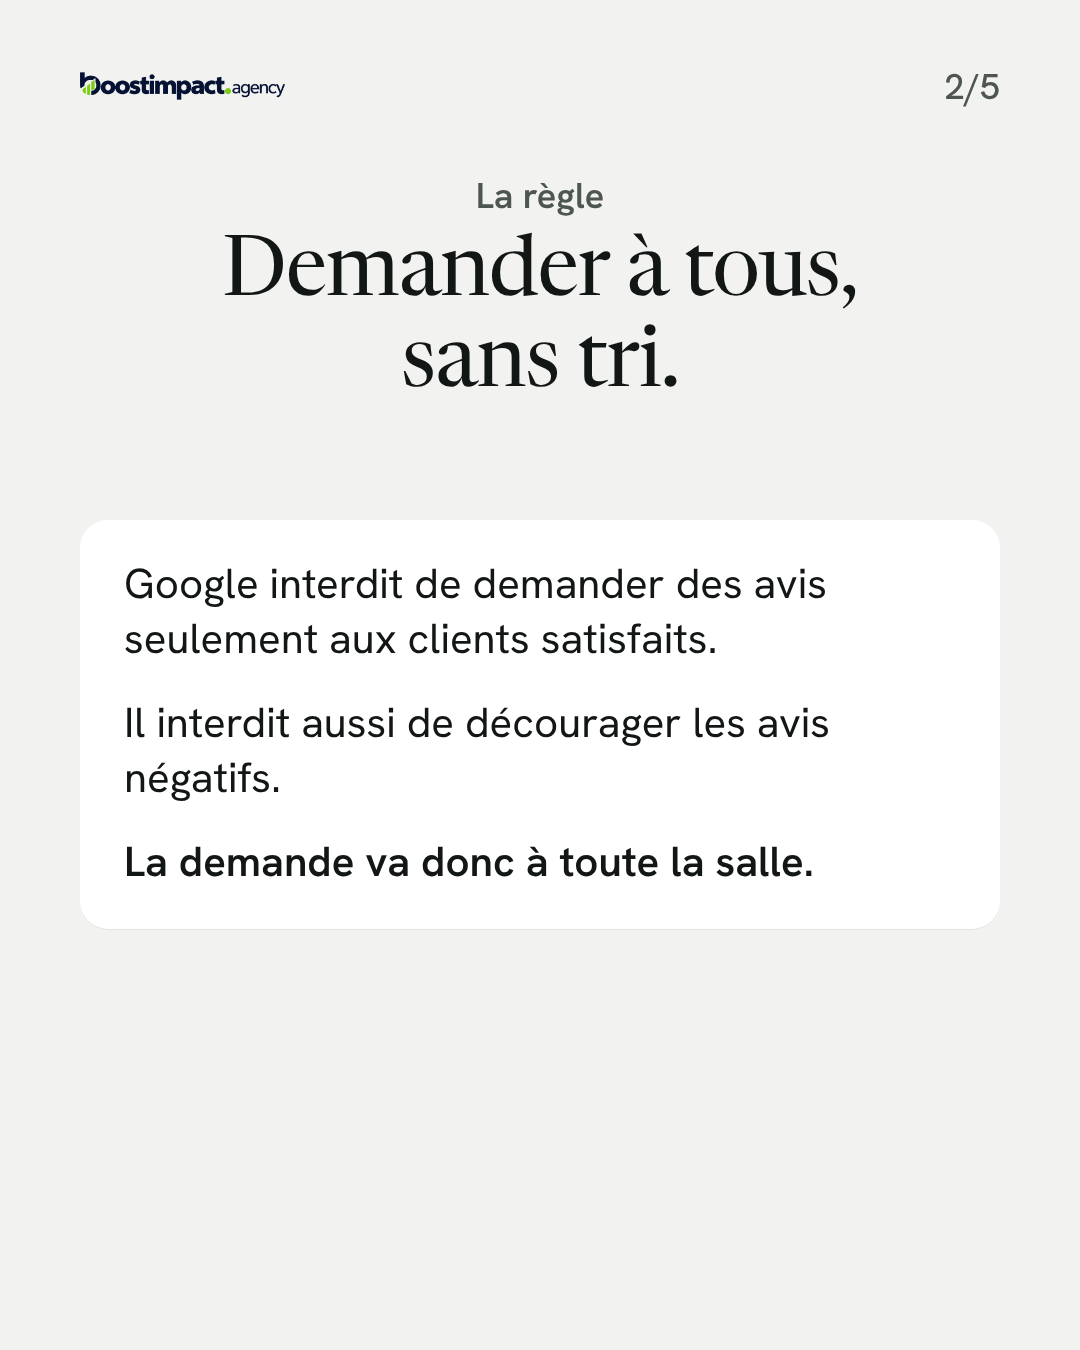 boostimpact.agency
2/5
La règle
Demander à tous,
sans tri.
Google interdit de demander des avis
seulement aux clients satisfaits.
Il interdit aussi de décourager les avis
négatifs.
La demande va donc à toute la salle.